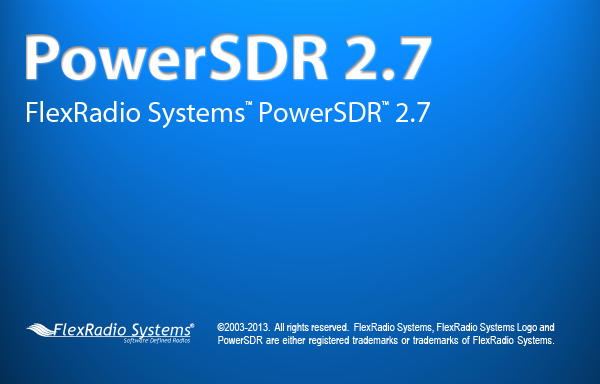 PowerSDR 2.7
FlexRadio Systems™ PowerSDR™ 2.7
FlexRadio Systems®
Software Defined Radios
©2003-2013. All rights reserved. FlexRadio Systems, FlexRadio Systems Logo and
PowerSDR are either registered trademarks or trademarks of FlexRadio Systems.